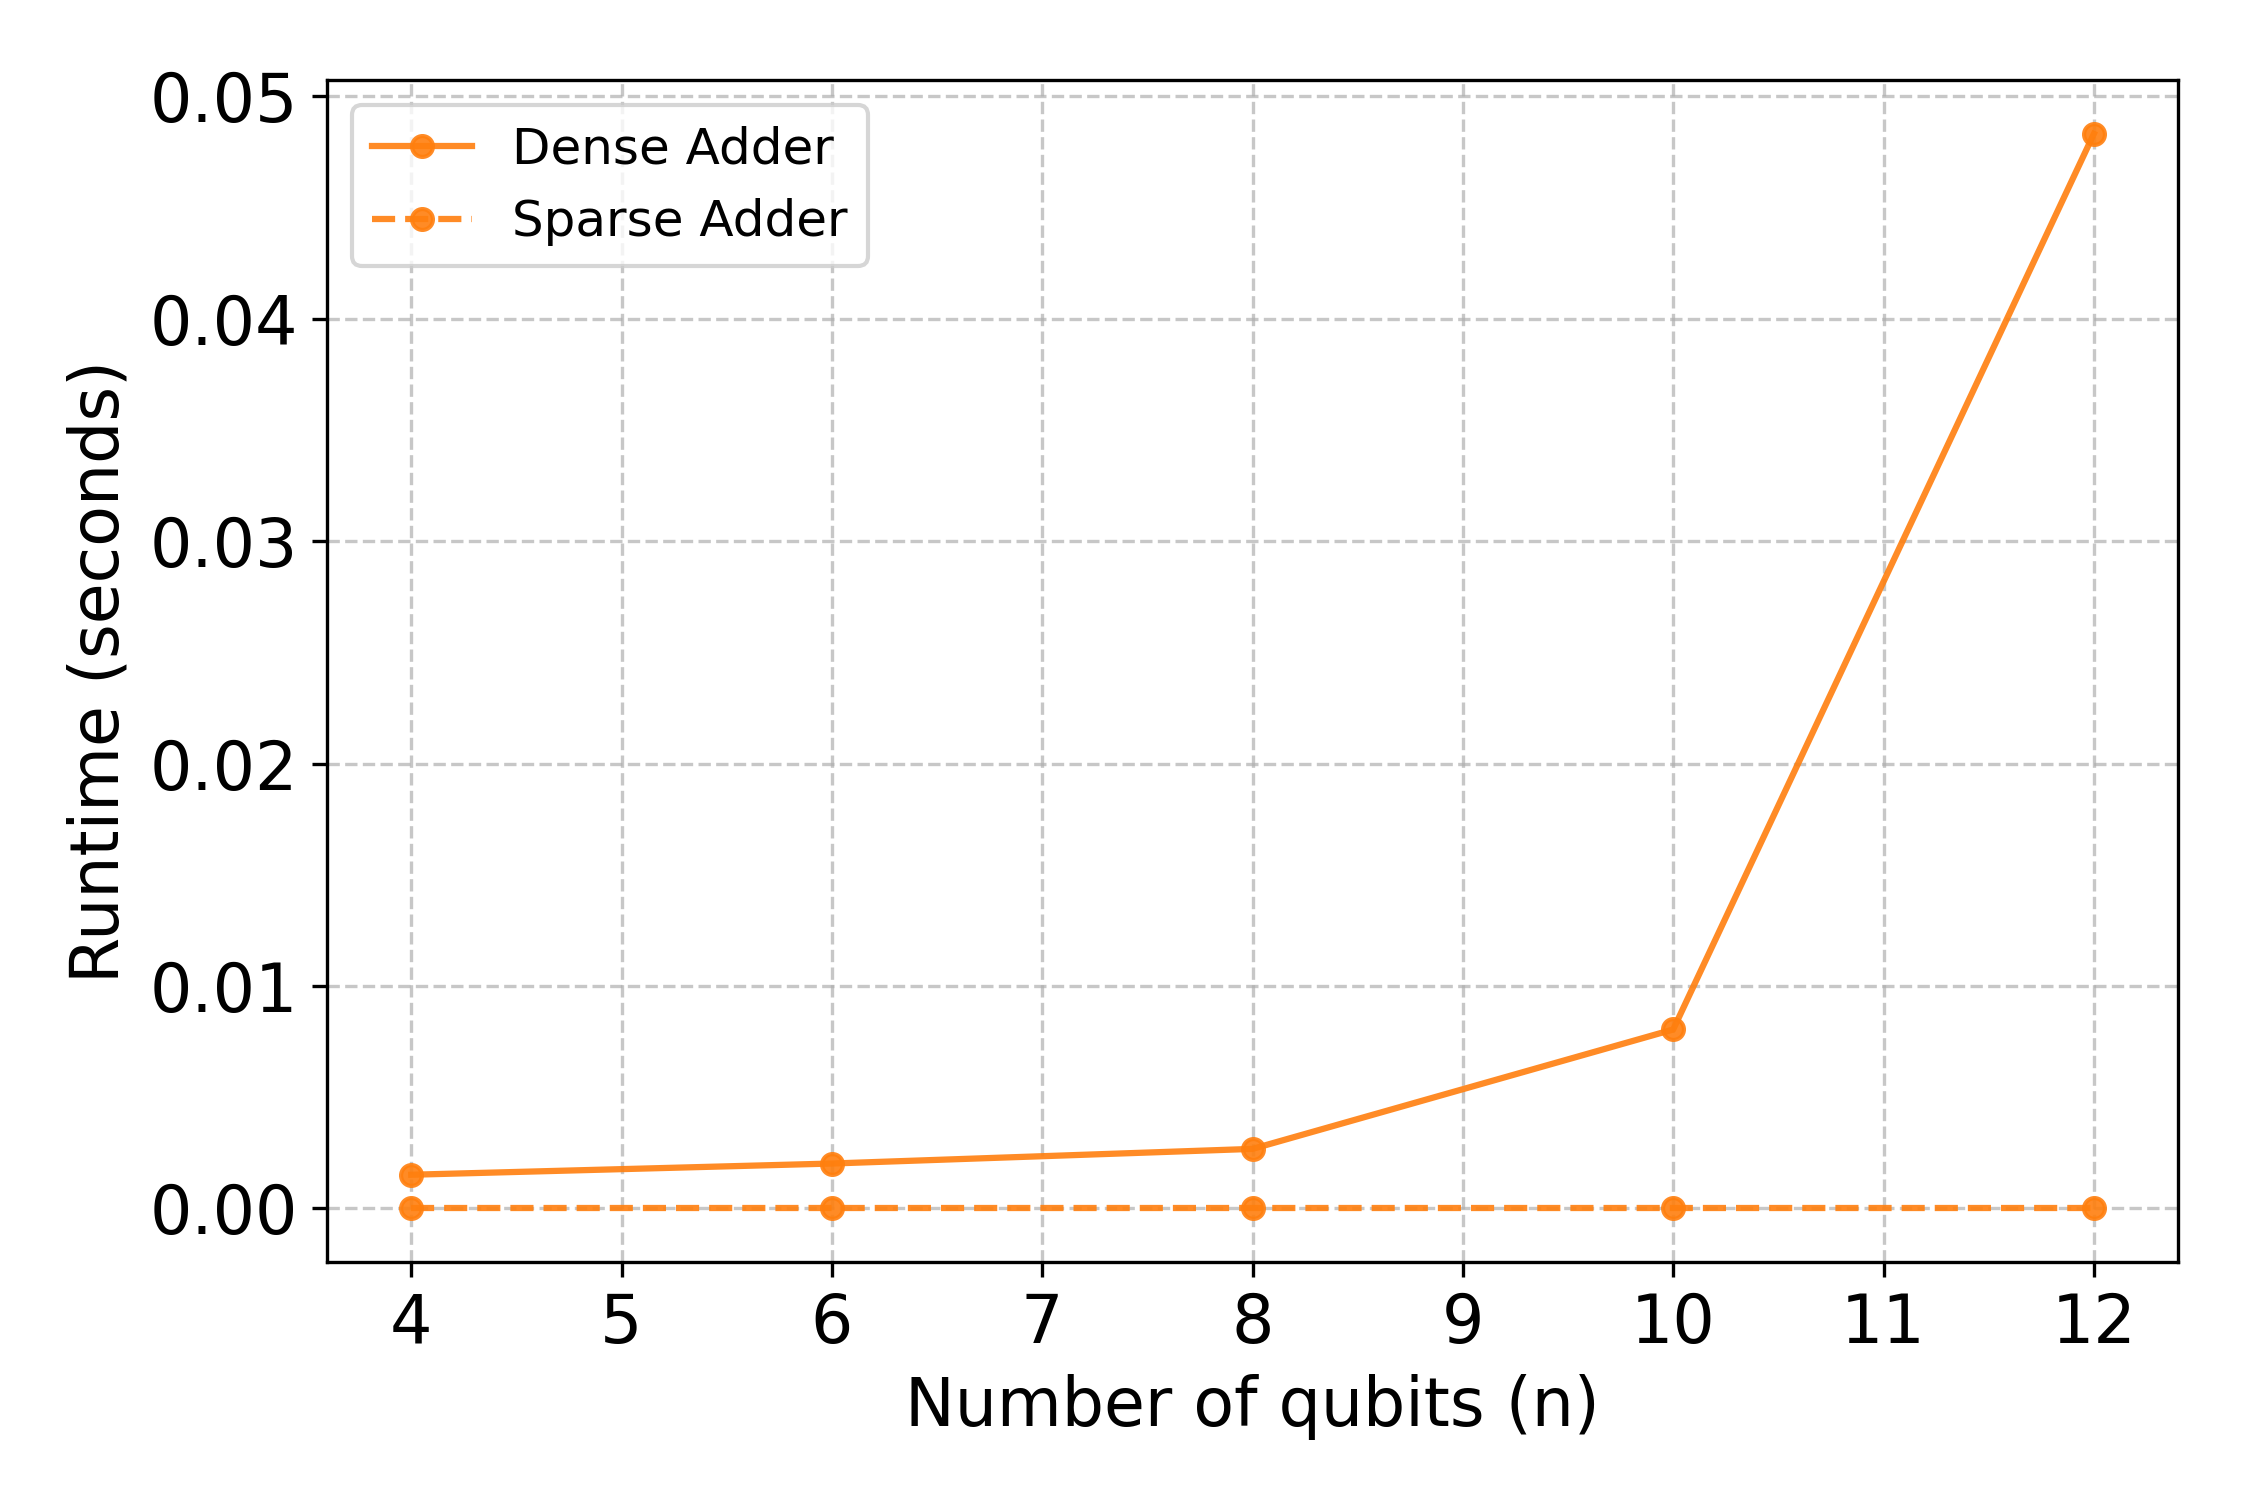 0.05
0.04
0.03
0.02
0.01
0.00
Runtime (seconds)
Dense Adder
Sparse Adder
4 5 6 7 8 9 10 11 12
Number of qubits (n)